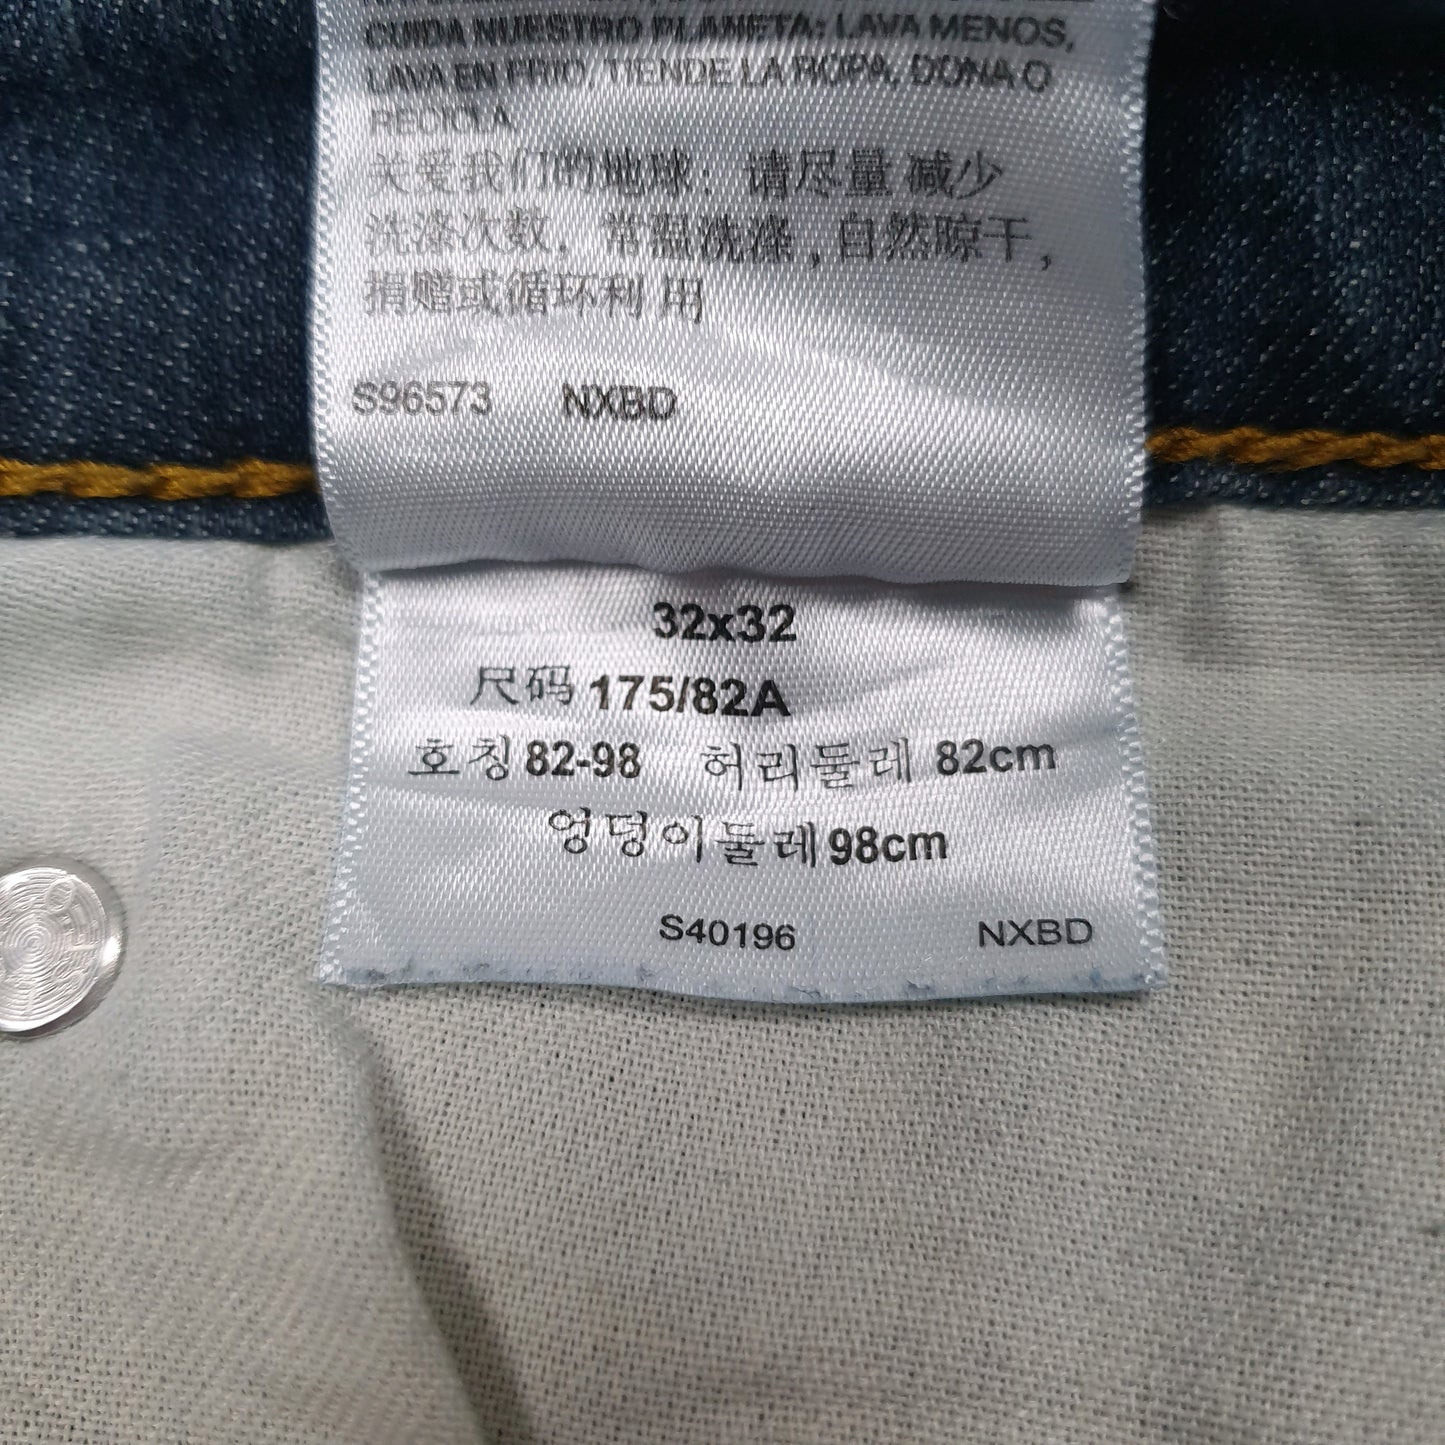 CUIDA NUESTRO PLANETA: LAVA MENOS,
LAVA EN FRIO, TIENDE LA ROPA, DONA O
RECICLA
关爱我们的地球: 请尽量 减少
洗涤次数, 常温洗涤, 自然晾干,
捐赠或循环利 用
S96573 NXBD
32x32
尺码 175/82A
호칭 82-98 허리둘레 82cm
엉덩이둘레 98cm
S40196 NXBD